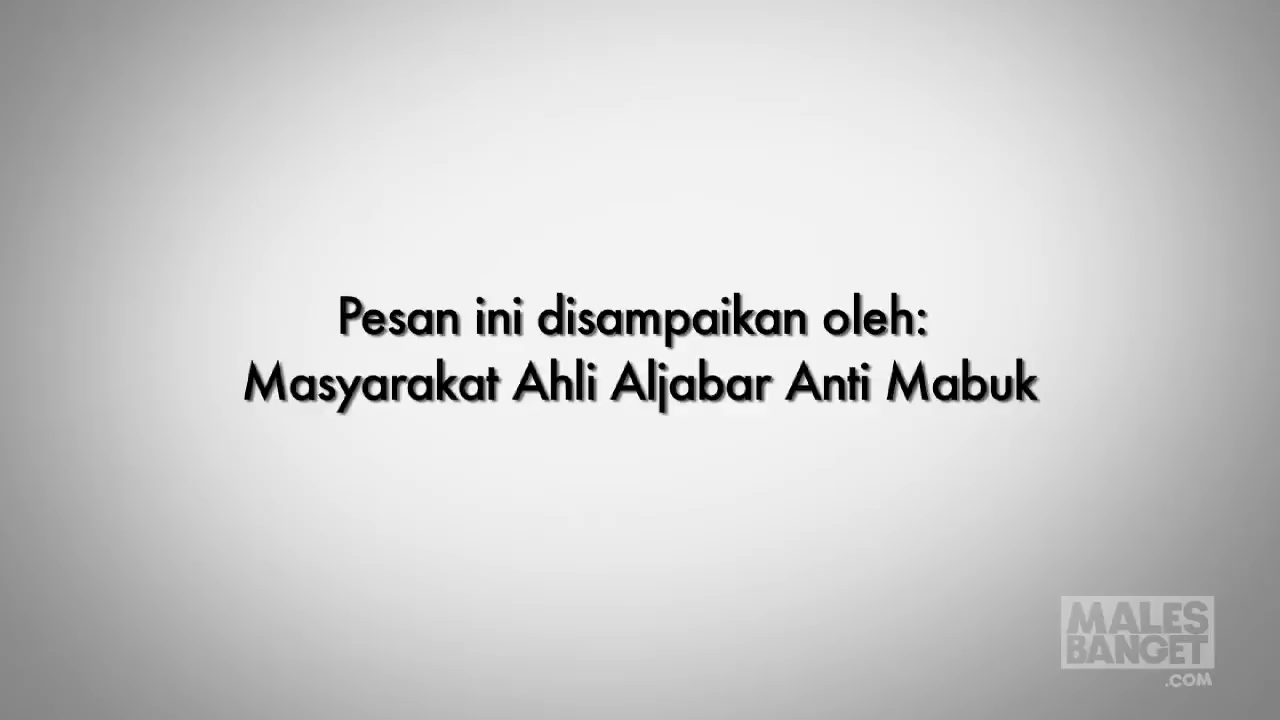 Pesan ini disampaikan oleh:
Masyarakat Ahli Aljabar Anti Mabuk
MALES
BANGET
.COM